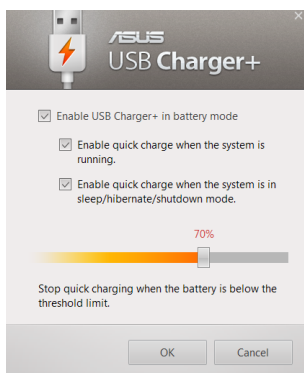 ASUS
USB Charger+
Enable USB Charger+ in battery mode
Enable quick charge when the system is
running.
Enable quick charge when the system is in
sleep/hibernate/shutdown mode.
70%
Stop quick charging when the battery is below the
threshold limit.
OK
Cancel